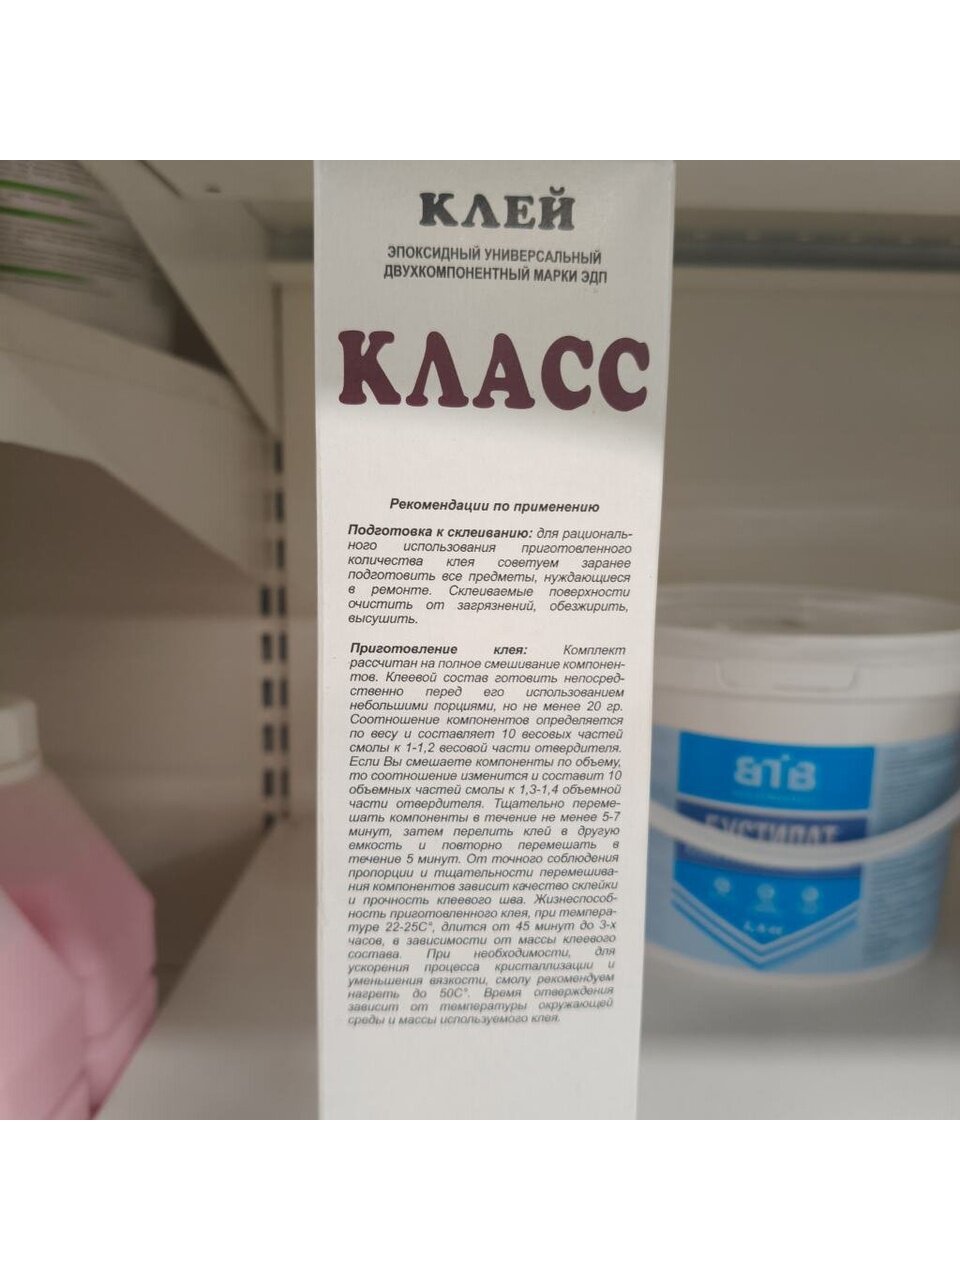 КЛЕЙ
ЭПОКСИДНЫЙ УНИВЕРСАЛЬНЫЙ
ДВУХКОМПОНЕНТНЫЙ МАРКИ ЭДП
КЛАСС
Рекомендации по применению
Подготовка к склеиванию: для рациональ-
ного использования приготовленного
количества клея советуем заранее
подготовить все предметы, нуждающиеся
в ремонте. Склеиваемые поверхности
очистить от загрязнений, обезжирить,
высушить.
Приготовление клея: Комплект
рассчитан на полное смешивание компонен-
тов. Клеевой состав готовить непосред-
ственно перед его использованием
небольшими порциями, но не менее 20 гр.
Соотношение компонентов определяется
по весу и составляет 10 весовых частей
смолы к 1-1,2 весовой части отвердителя.
Если Вы смешаете компоненты по объему,
то соотношение изменится и составит 10
объемных частей смолы к 1,3-1,4 объемной
части отвердителя. Тщательно переме-
шать компоненты в течение не менее 5-7
минут, затем перелить клей в другую
емкость и повторно перемешать в
течение 5 минут. От точного соблюдения
пропорции и тщательности перемешива-
ния компонентов зависит качество склейки
и прочность клеевого шва. Жизнеспособ-
ность приготовленного клея, при темпера-
туре 22-25С°, длится от 45 минут до 3-х
часов, в зависимости от массы клеевого
состава. При необходимости, для
ускорения процесса кристаллизации и
уменьшения вязкости, смолу рекомендуем
нагреть до 50С°. Время отверждения
зависит от температуры окружающей
среды и массы используемого клея.
ВТВ
БУСТИЛАТ